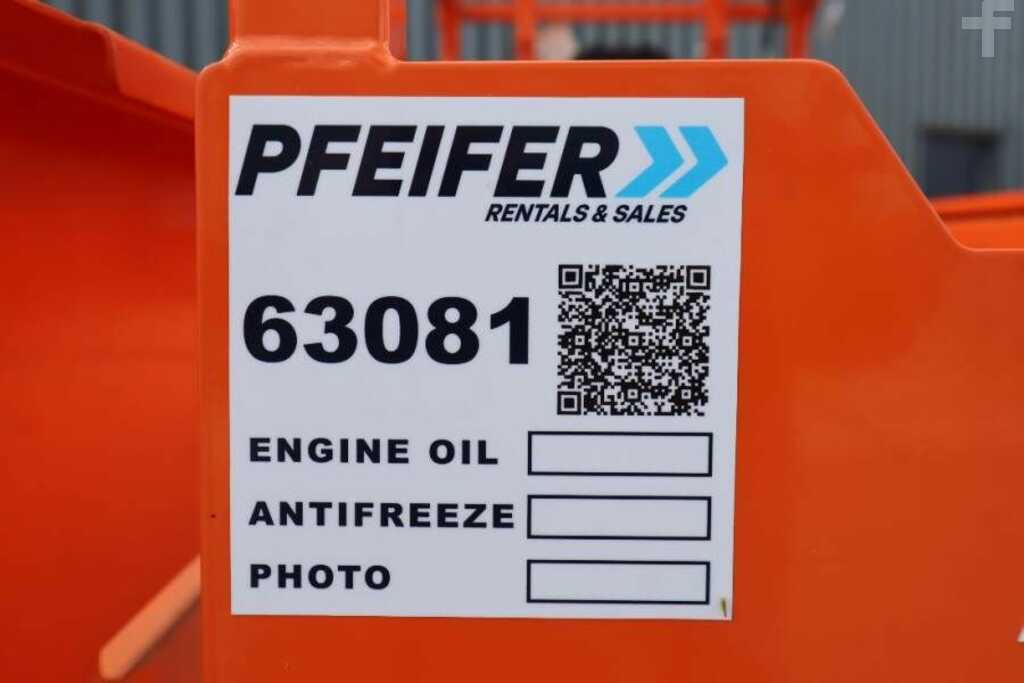 PFEIFER
RENTALS & SALES
63081
ENGINE OIL
ANTIFREEZE
PHOTO
f